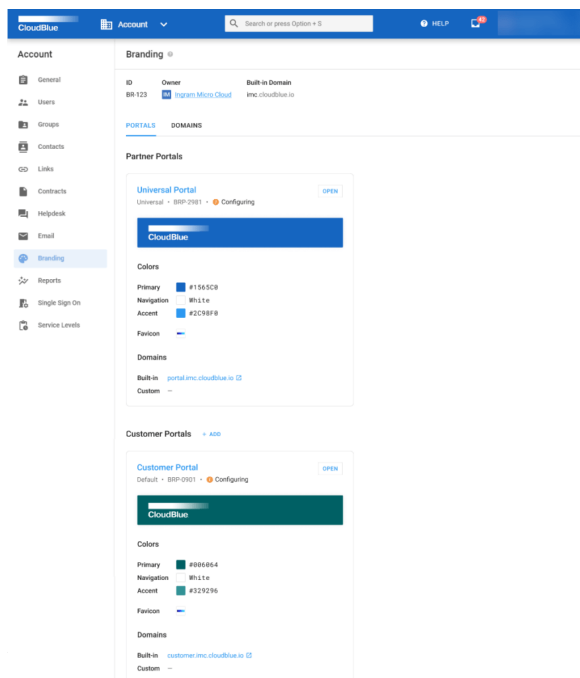 CloudBlue
Account
Search or press Option + S
HELP
42
Account
General
Users
Groups
Contacts
Links
Contracts
Helpdesk
Email
Branding
Reports
Single Sign On
Service Levels
Branding
ID Owner Built-in Domain
BR-123 IM Ingram Micro Cloud imc.cloudblue.io
PORTALS DOMAINS
Partner Portals
Universal Portal OPEN
Universal • BRP-2981 • Configuring
CloudBlue
Colors
Primary #1565C0
Navigation White
Accent #2C98F0
Favicon
Domains
Built-in portal.imc.cloudblue.io
Custom —
Customer Portals + ADD
Customer Portal OPEN
Default • BRP-0901 • Configuring
CloudBlue
Colors
Primary #006064
Navigation White
Accent #329296
Favicon
Domains
Built-in customer.imc.cloudblue.io
Custom —